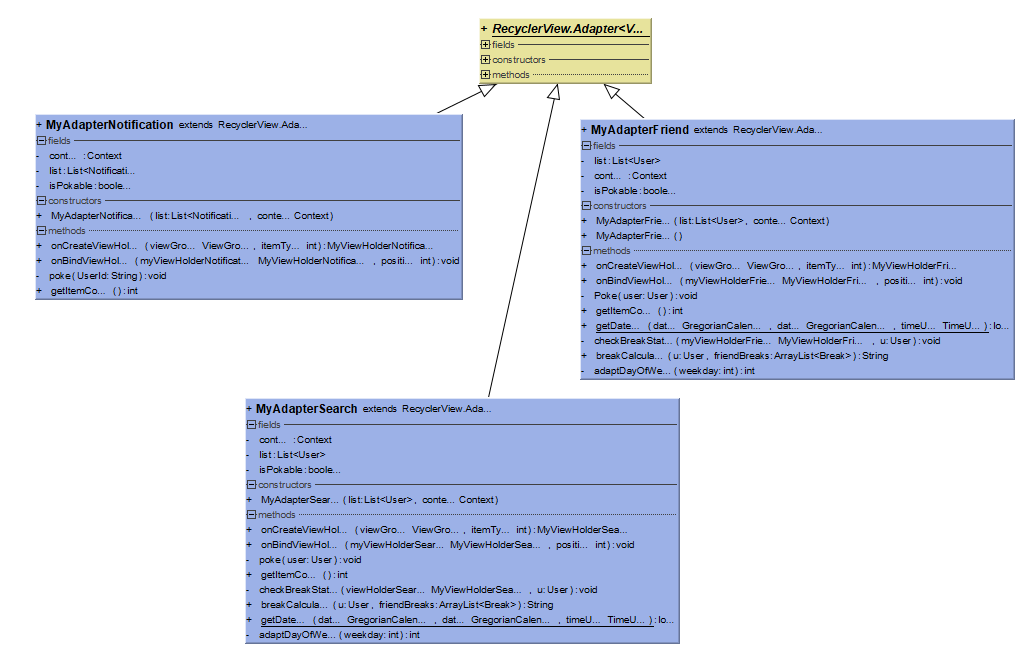 + RecyclerView.Adapter<V...
fields
constructors
methods
+ MyAdapterNotification extends RecyclerView.Ada...
fields
- cont... : Context
- list : List<Notificati...
- isPokable : boole...
constructors
+ MyAdapterNotifica... ( list: List<Notificati... , conte... Context )
methods
+ onCreateViewHol... ( viewGro... ViewGro... , itemTy... int ) : MyViewHolderNotifica...
+ onBindViewHol... ( myViewHolderNotificat... MyViewHolderNotifica... , positi... int ) : void
- poke ( UserId: String ) : void
+ getItemCo... ( ) : int
+ MyAdapterFriend extends RecyclerView.Ada...
fields
- list : List<User>
- cont... : Context
- isPokable : boole...
constructors
+ MyAdapterFrie... ( list: List<User> , conte... Context )
+ MyAdapterFrie... ( )
methods
+ onCreateViewHol... ( viewGro... ViewGro... , itemTy... int ) : MyViewHolderFri...
+ onBindViewHol... ( myViewHolderFrie... MyViewHolderFri... , positi... int ) : void
- Poke ( user: User ) : void
+ getItemCo... ( ) : int
+ getDate... ( dat... GregorianCalen... , dat... GregorianCalen... , timeU... TimeU... ) : lo...
- checkBreakStat... ( myViewHolderFrie... MyViewHolderFri... , u: User ) : void
+ breakCalcula... ( u: User , friendBreaks: ArrayList<Break> ) : String
- adaptDayOfWe... ( weekday: int ) : int
+ MyAdapterSearch extends RecyclerView.Ada...
fields
- cont... : Context
- list : List<User>
- isPokable : boole...
constructors
+ MyAdapterSear... ( list: List<User> , conte... Context )
methods
+ onCreateViewHol... ( viewGro... ViewGro... , itemTy... int ) : MyViewHolderSea...
+ onBindViewHol... ( myViewHolderSear... MyViewHolderSea... , positi... int ) : void
- poke ( user: User ) : void
+ getItemCo... ( ) : int
- checkBreakStat... ( viewHolderSear... MyViewHolderSea... , u: User ) : void
+ breakCalcula... ( u: User , friendBreaks: ArrayList<Break> ) : String
+ getDate... ( dat... GregorianCalen... , dat... GregorianCalen... , timeU... TimeU... ) : lo...
- adaptDayOfWe... ( weekday: int ) : int